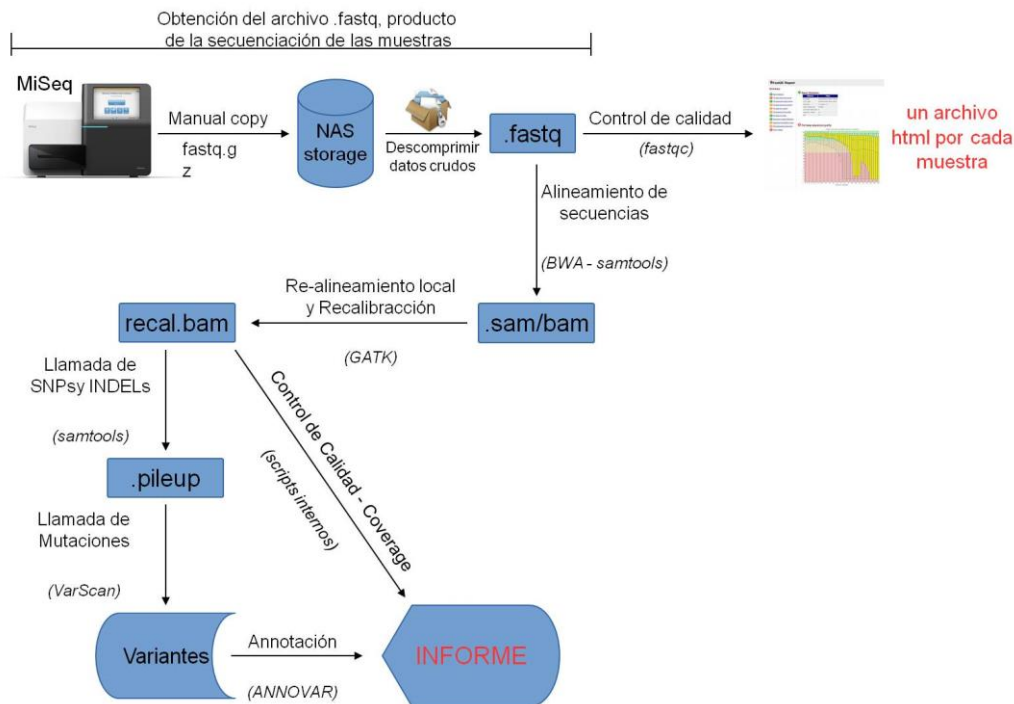 Obtención del archivo .fastq, producto
de la secuenciación de las muestras
MiSeq
Manual copy
fastq.g
z
NAS
storage
Descomprimir
datos crudos
.fastq
Control de calidad
(fastqc)
un archivo
html por cada
muestra
Alineamiento de
secuencias
(BWA - samtools)
.sam/bam
Re-alineamiento local
y Recalibracción
(GATK)
recal.bam
Llamada de
SNPsy INDELs
(samtools)
.pileup
Control de Calidad - Coverage
(scripts internos)
Llamada de
Mutaciones
(VarScan)
Variantes
Annotación
(ANNOVAR)
INFORME